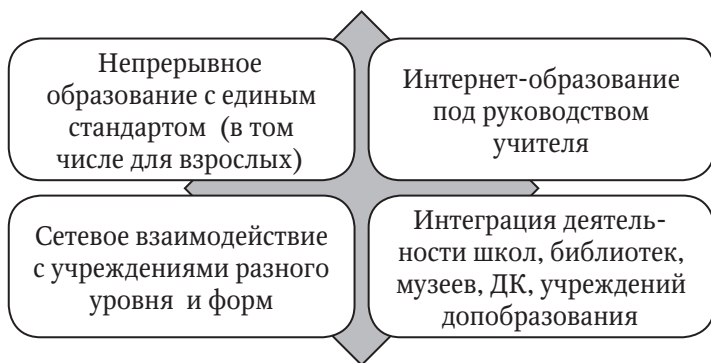 Непрерывное
образование с единым
стандартом (в том
числе для взрослых)
Интернет-образование
под руководством
учителя
Сетевое взаимодействие
с учреждениями разного
уровня и форм
Интеграция деятель-
ности школ, библиотек,
музеев, ДК, учреждений
допобразования